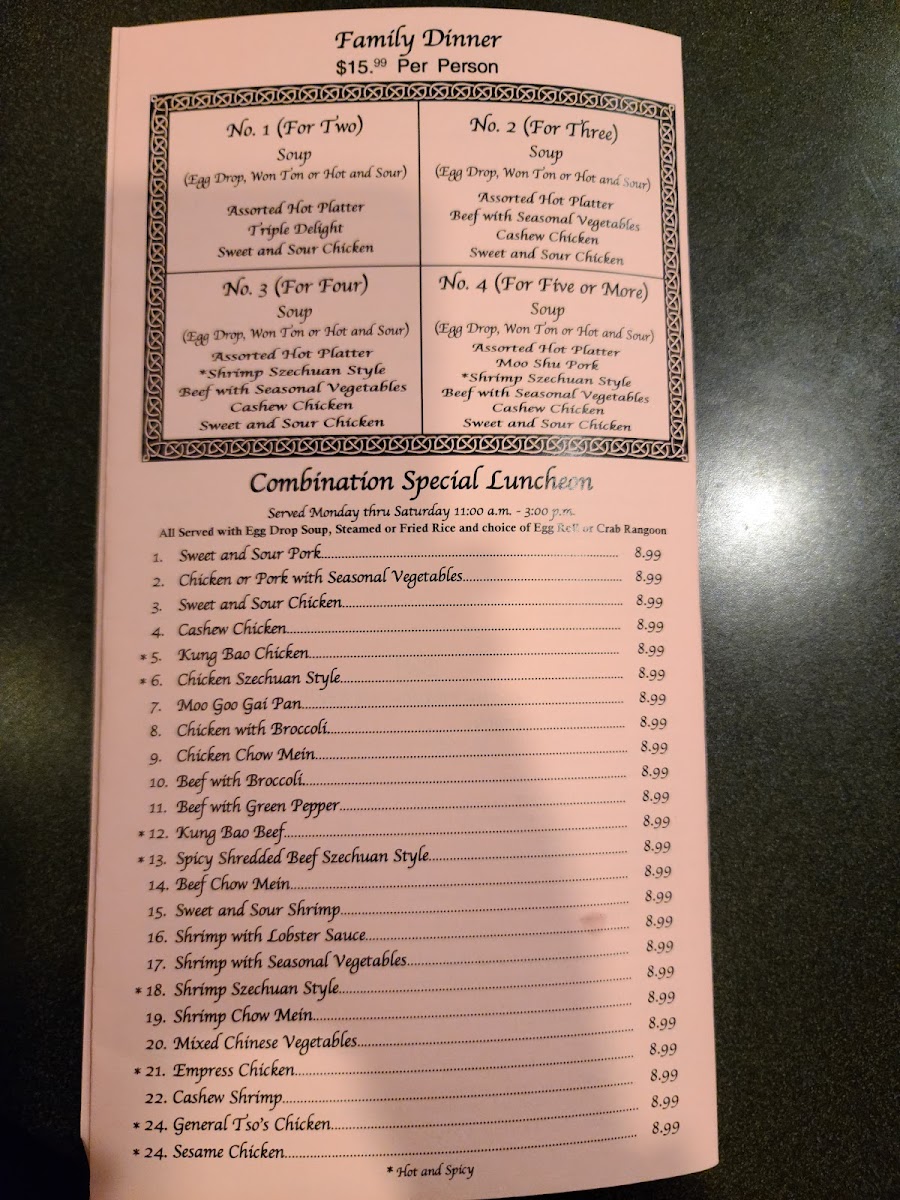 Family Dinner
$15.99 Per Person
No. 1 (For Two)
Soup
(Egg Drop, Won Ton or Hot and Sour)
Assorted Hot Platter
Triple Delight
Sweet and Sour Chicken
No. 2 (For Three)
Soup
(Egg Drop, Won Ton or Hot and Sour)
Assorted Hot Platter
Beef with Seasonal Vegetables
Cashew Chicken
Sweet and Sour Chicken
No. 3 (For Four)
Soup
(Egg Drop, Won Ton or Hot and Sour)
Assorted Hot Platter
*Shrimp Szechuan Style
Beef with Seasonal Vegetables
Cashew Chicken
Sweet and Sour Chicken
No. 4 (For Five or More)
Soup
(Egg Drop, Won Ton or Hot and Sour)
Assorted Hot Platter
Moo Shu Pork
*Shrimp Szechuan Style
Beef with Seasonal Vegetables
Cashew Chicken
Sweet and Sour Chicken
Combination Special Luncheon
Served Monday thru Saturday 11:00 a.m. - 3:00 p.m.
All Served with Egg Drop Soup, Steamed or Fried Rice and choice of Egg Roll or Crab Rangoon
1. Sweet and Sour Pork 8.99
2. Chicken or Pork with Seasonal Vegetables 8.99
3. Sweet and Sour Chicken 8.99
4. Cashew Chicken 8.99
* 5. Kung Bao Chicken 8.99
* 6. Chicken Szechuan Style 8.99
7. Moo Goo Gai Pan 8.99
8. Chicken with Broccoli 8.99
9. Chicken Chow Mein 8.99
10. Beef with Broccoli 8.99
11. Beef with Green Pepper 8.99
* 12. Kung Bao Beef 8.99
* 13. Spicy Shredded Beef Szechuan Style 8.99
14. Beef Chow Mein 8.99
15. Sweet and Sour Shrimp 8.99
16. Shrimp with Lobster Sauce 8.99
17. Shrimp with Seasonal Vegetables 8.99
* 18. Shrimp Szechuan Style 8.99
19. Shrimp Chow Mein 8.99
20. Mixed Chinese Vegetables 8.99
* 21. Empress Chicken 8.99
22. Cashew Shrimp 8.99
* 24. General Tso's Chicken 8.99
* 24. Sesame Chicken 8.99
* Hot and Spicy